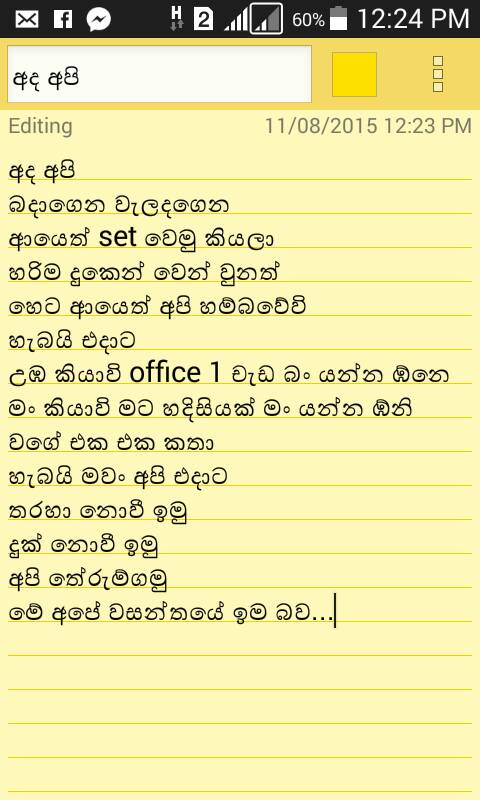 H 2 60% 12:24 PM
අද අපි
Editing 11/08/2015 12:23 PM
අද අපි
බදාගෙන වැලදගෙන
ආයෙත් set වෙමු කියලා
හරිම දුකෙන් වෙන් වුනත්
හෙට ආයෙත් අපි හම්බවේවි
හැබයි එදාට
උඹ කියාවි office 1 වැඩ බං යන්න ඕනෙ
මං කියාවි මට හදිසියක් මං යන්න ඕනි
වගේ එක එක කතා
හැබයි මචං අපි එදාට
තරහා නොවී ඉමු
දුක් නොවී ඉමු
අපි තේරුම්ගමු
මේ අපේ වසන්තයේ ඉම බව...